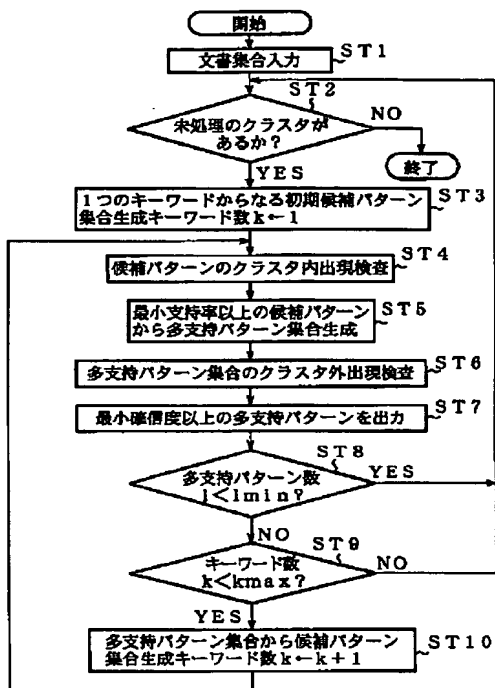 開始
文書集合入力
ST1
ST2
未処理のクラスタが
あるか?
NO
終了
YES
1つのキーワードからなる初期候補パターン
集合生成キーワード数k←1
ST3
候補パターンのクラスタ内出現検査
ST4
最小支持率以上の候補パターン
から多支持パターン集合生成
ST5
多支持パターン集合のクラスタ外出現検査
ST6
最小確信度以上の多支持パターンを出力
ST7
ST8
多支持パターン数
l<lmin?
YES
NO
ST9
キーワード数
k<kmax?
NO
YES
多支持パターン集合から候補パターン
集合生成キーワード数k←k+1
ST10